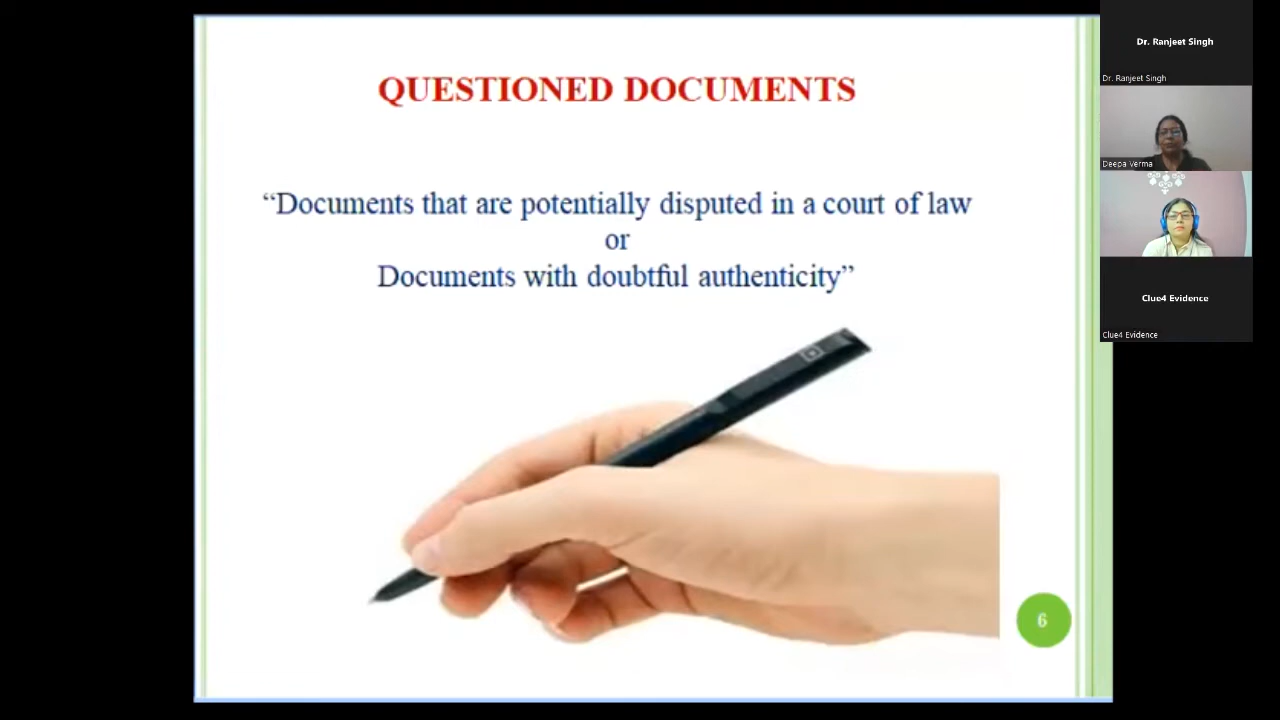 QUESTIONED DOCUMENTS
“Documents that are potentially disputed in a court of law
or
Documents with doubtful authenticity”
6
Dr. Ranjeet Singh
Dr. Ranjeet Singh
Deepa Verma
Clue4 Evidence
Clue4 Evidence